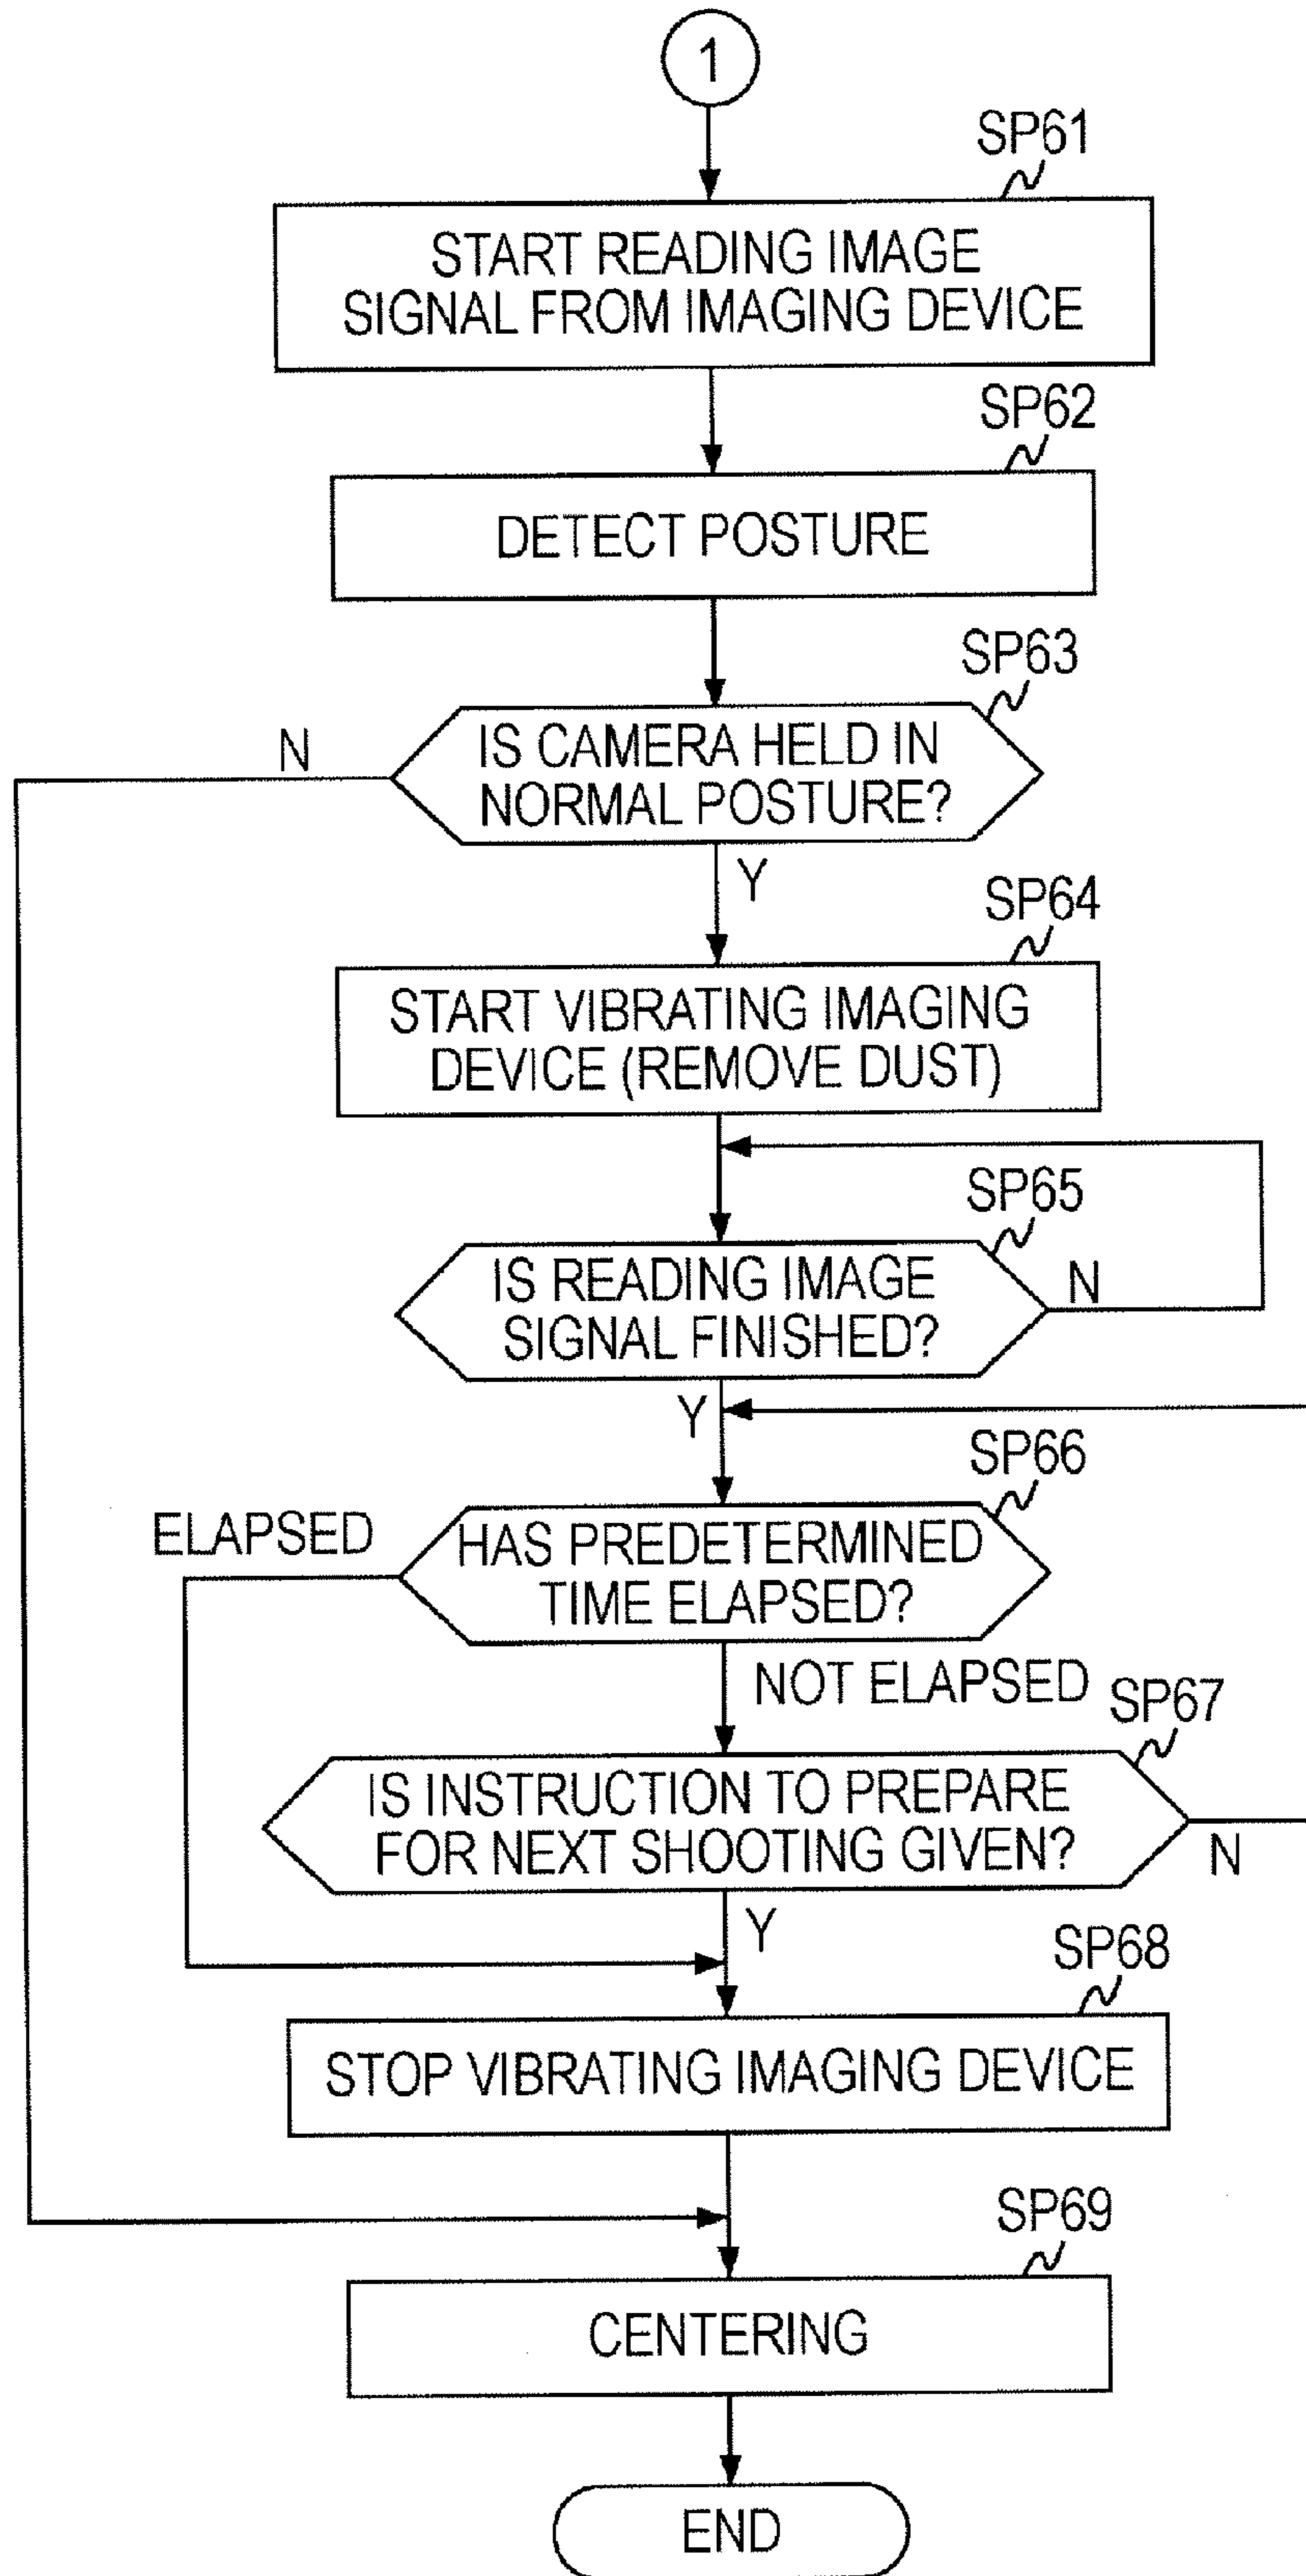 1
SP61
START READING IMAGE
SIGNAL FROM IMAGING DEVICE
SP62
DETECT POSTURE
SP63
N
IS CAMERA HELD IN
NORMAL POSTURE?
Y
SP64
START VIBRATING IMAGING
DEVICE (REMOVE DUST)
SP65
IS READING IMAGE
SIGNAL FINISHED?
N
Y
SP66
ELAPSED
HAS PREDETERMINED
TIME ELAPSED?
NOT ELAPSED
SP67
IS INSTRUCTION TO PREPARE
FOR NEXT SHOOTING GIVEN?
N
Y
SP68
STOP VIBRATING IMAGING DEVICE
SP69
CENTERING
END